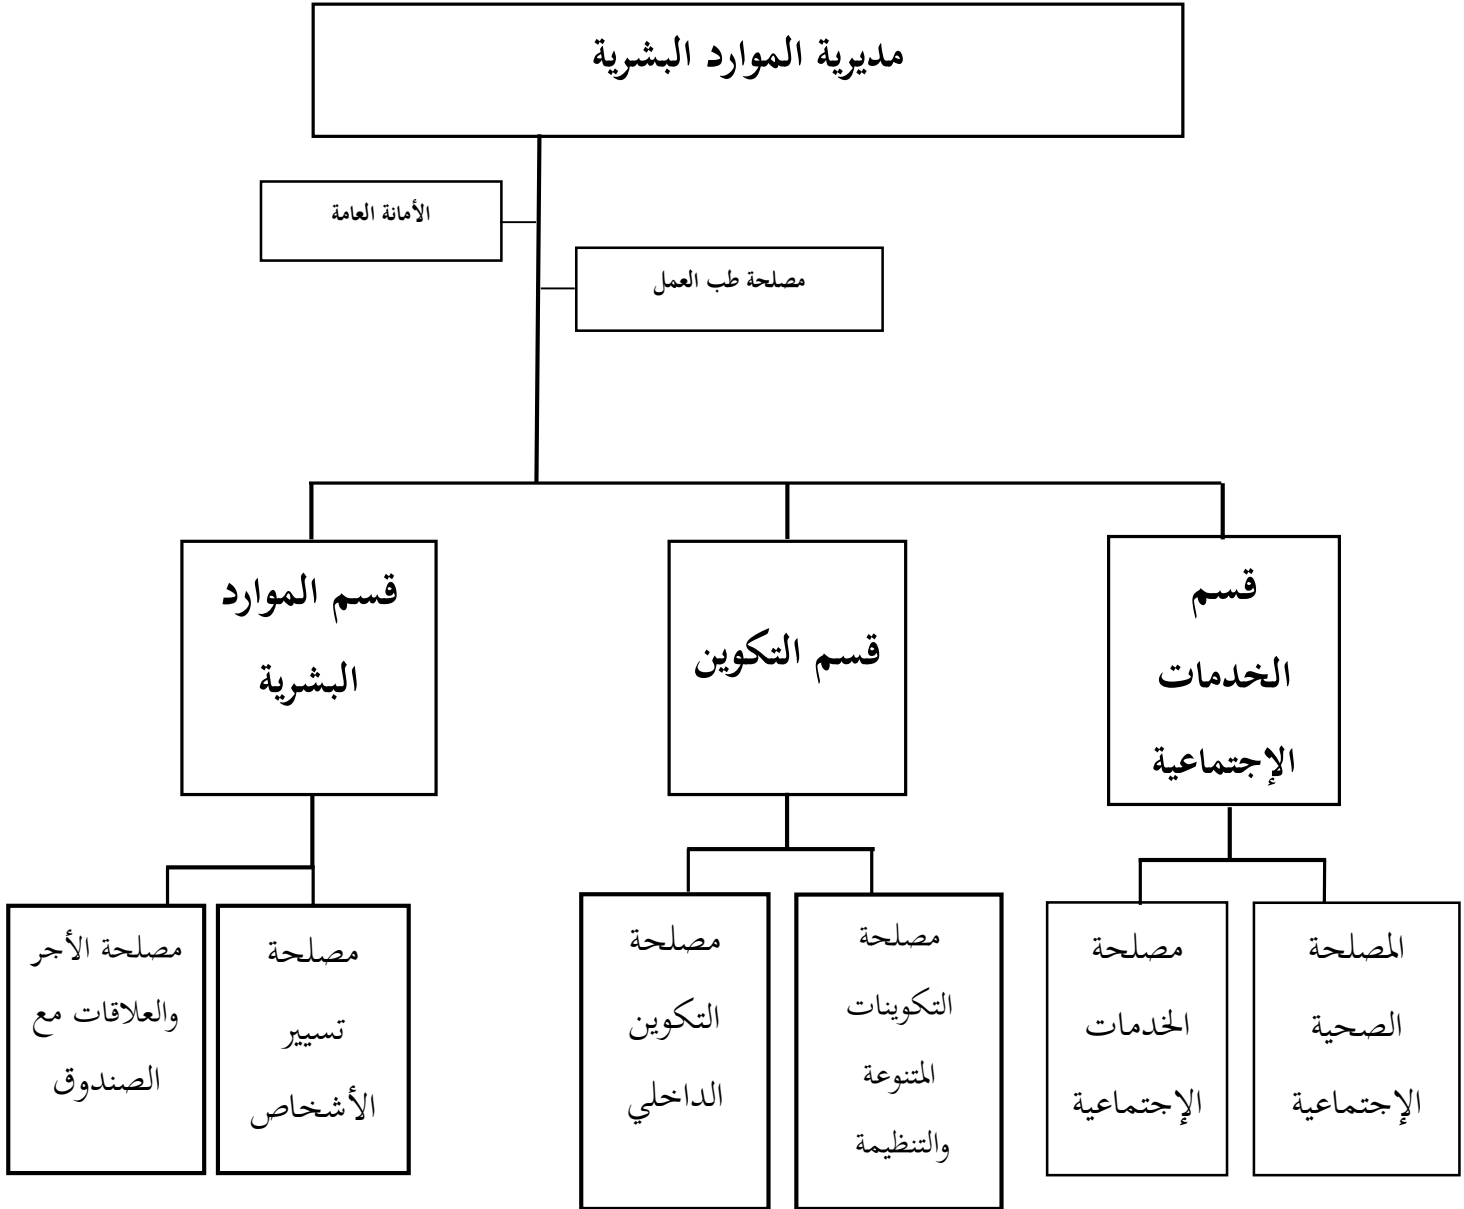 مديرية الموارد البشرية
الأمانة العامة
مصلحة طب العمل
قسم
الخدمات
الإجتماعية
قسم التكوين
قسم الموارد
البشرية
المصلحة
الصحية
الإجتماعية
مصلحة
الخدمات
الإجتماعية
مصلحة
التكوينات
المتنوعة
والتنظيمة
مصلحة
التكوين
الداخلي
مصلحة
تسيير
الأشخاص
مصلحة الأجر
والعلاقات مع
الصندوق